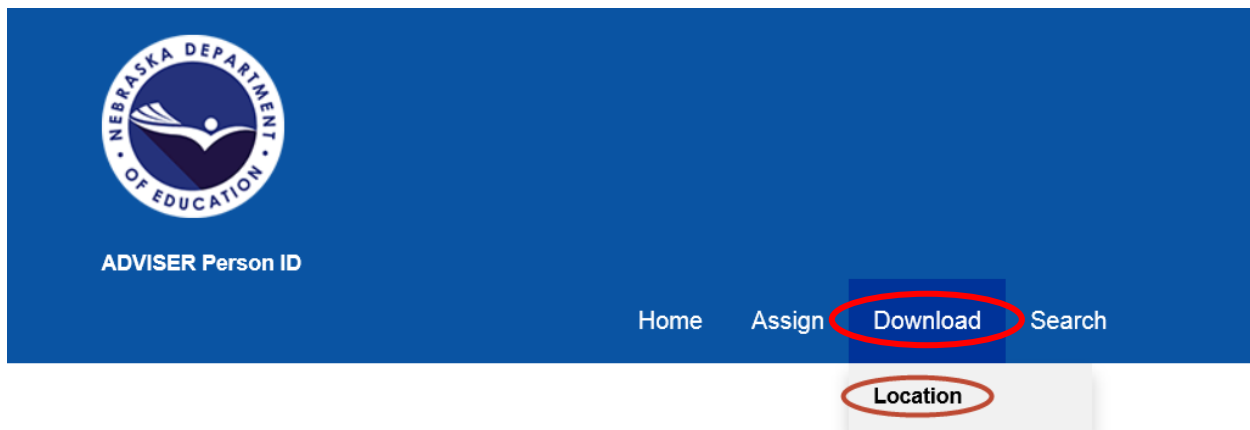 NEBRASKA DEPARTMENT
• OF EDUCATION •
ADVISER Person ID
Home Assign Download Search
Location